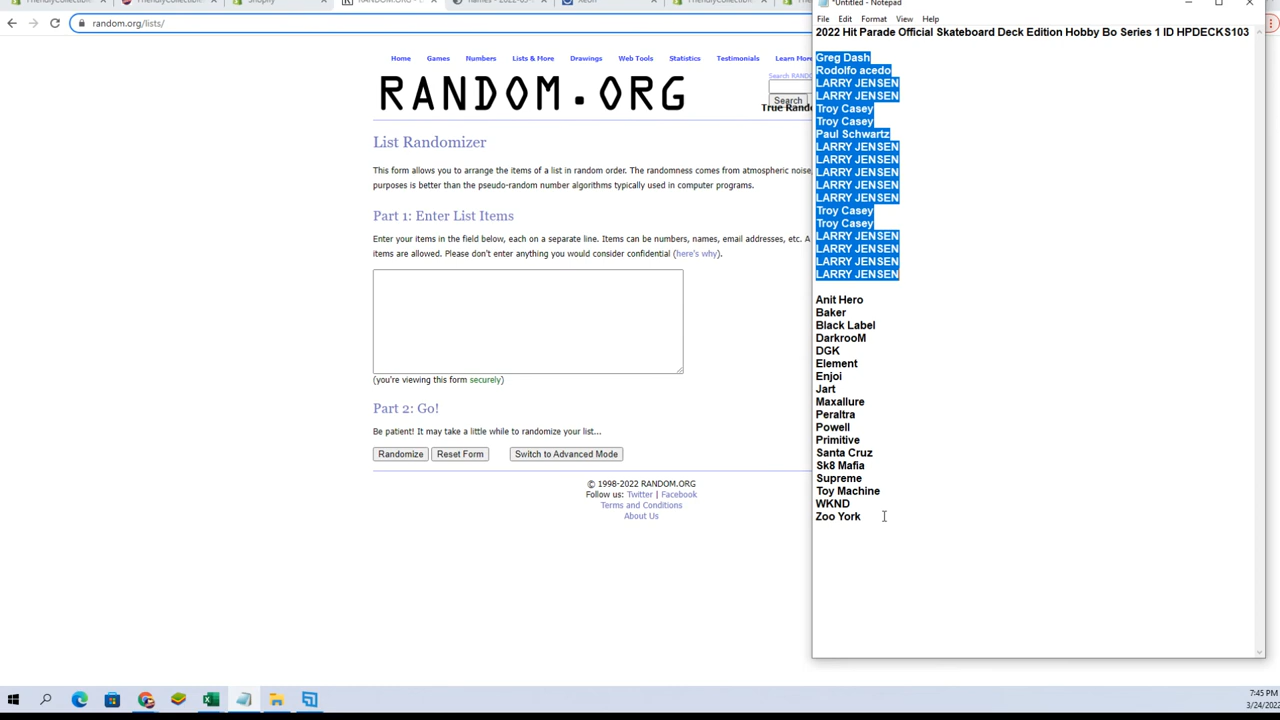 Shopify
random.org/lists/
*Untitled - Notepad
File Edit Format View Help
2022 Hit Parade Official Skateboard Deck Edition Hobby Bo Series 1 ID HPDECKS103
Greg Dash
Rodolfo acedo
LARRY JENSEN
LARRY JENSEN
Troy Casey
Troy Casey
Paul Schwartz
LARRY JENSEN
LARRY JENSEN
LARRY JENSEN
LARRY JENSEN
LARRY JENSEN
Troy Casey
Troy Casey
LARRY JENSEN
LARRY JENSEN
LARRY JENSEN
LARRY JENSEN
Anit Hero
Baker
Black Label
DarkrooM
DGK
Element
Enjoi
Jart
Maxallure
Peraltra
Powell
Primitive
Santa Cruz
Sk8 Mafia
Supreme
Toy Machine
WKND
Zoo York
Home Games Numbers Lists & More Drawings Web Tools Statistics Testimonials Learn More
RANDOM.ORG
Search
True
List Randomizer
This form allows you to arrange the items of a list in random order. The randomness comes from atmospheric noise,
purposes is better than the pseudo-random number algorithms typically used in computer programs.
Part 1: Enter List Items
Enter your items in the field below, each on a separate line. Items can be numbers, names, email addresses, etc. A
items are allowed. Please don't enter anything you would consider confidential (here's why).
(you're viewing this form securely)
Part 2: Go!
Be patient! It may take a little while to randomize your list...
Randomize Reset Form Switch to Advanced Mode
© 1998-2022 RANDOM.ORG
Follow us: Twitter | Facebook
Terms and Conditions
About Us
7:45 PM
3/24/2022